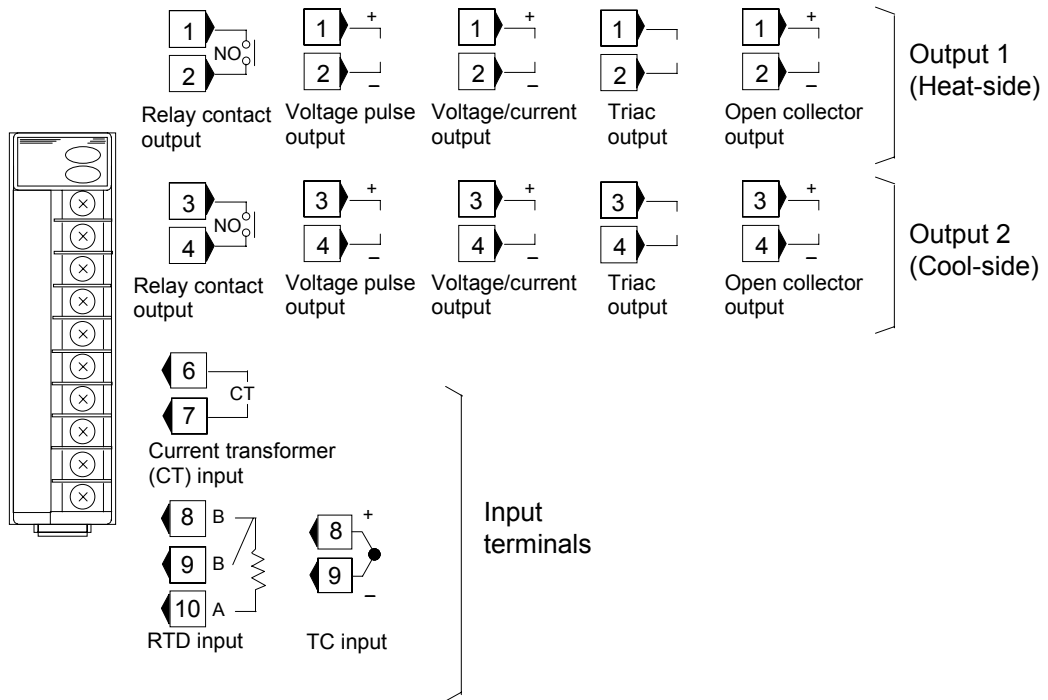 1
2
NO
Relay contact
output
1
2
+
–
Voltage pulse
output
1
2
+
–
Voltage/current
output
1
2
Triac
output
1
2
+
–
Open collector
output
Output 1
(Heat-side)
3
4
NO
Relay contact
output
3
4
+
–
Voltage pulse
output
3
4
+
–
Voltage/current
output
3
4
Triac
output
3
4
+
–
Open collector
output
Output 2
(Cool-side)
6
7
CT
Current transformer
(CT) input
8 B
9 B
10 A
RTD input
8
9
+
–
TC input
Input
terminals